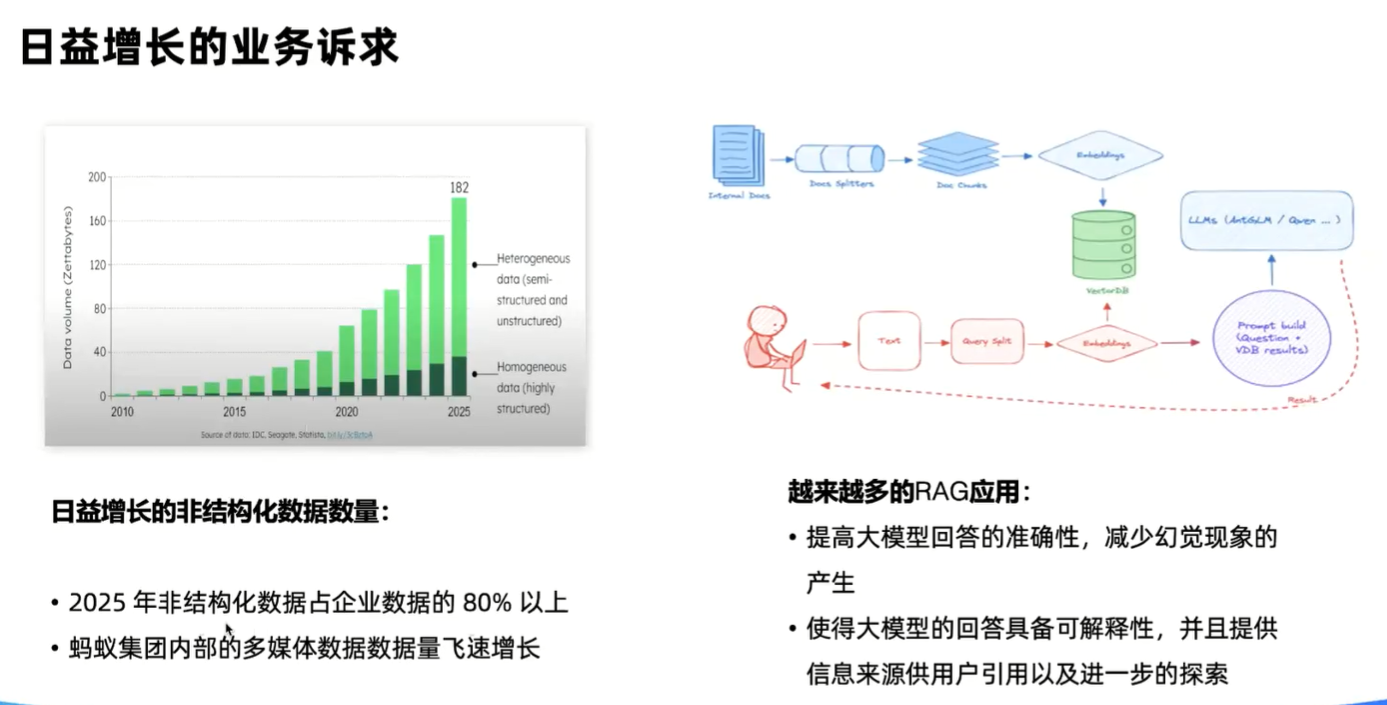 日益增长的业务诉求
200
160
120
80
40
0
Data volume (Zettabytes)
182
2010
2015
2020
2025
Heterogeneous
data (semi-
structured and
unstructured)
Homogeneous
data (highly
structured)
Source of data: IDC, Seagate, Statista,
Internal Docs
Docs Splitters
Doc Chunks
Embeddings
VectorDB
LLMs (AntGLM / Qwen ... )
Text
Query Split
Embeddings
Prompt build
(Question +
VDB results)
Result
日益增长的非结构化数据数量：
• 2025 年非结构化数据占企业数据的 80% 以上
• 蚂蚁集团内部的多媒体数据数据量飞速增长
越来越多的RAG应用：
• 提高大模型回答的准确性，减少幻觉现象的
产生
• 使得大模型的回答具备可解释性，并且提供
信息来源供用户引用以及进一步的探索